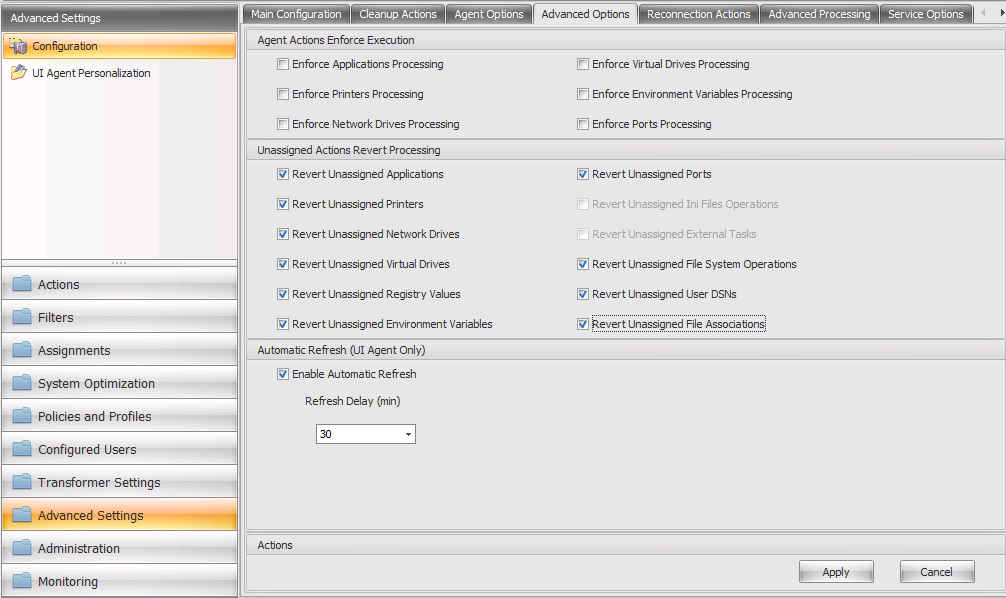 Advanced Settings
Configuration
UI Agent Personalization
Actions
Filters
Assignments
System Optimization
Policies and Profiles
Configured Users
Transformer Settings
Advanced Settings
Administration
Monitoring
Main Configuration Cleanup Actions Agent Options Advanced Options Reconnection Actions Advanced Processing Service Options
Agent Actions Enforce Execution
Enforce Applications Processing Enforce Virtual Drives Processing
Enforce Printers Processing Enforce Environment Variables Processing
Enforce Network Drives Processing Enforce Ports Processing
Unassigned Actions Revert Processing
Revert Unassigned Applications Revert Unassigned Ports
Revert Unassigned Printers Revert Unassigned Ini Files Operations
Revert Unassigned Network Drives Revert Unassigned External Tasks
Revert Unassigned Virtual Drives Revert Unassigned File System Operations
Revert Unassigned Registry Values Revert Unassigned User DSNs
Revert Unassigned Environment Variables Revert Unassigned File Associations
Automatic Refresh (UI Agent Only)
Enable Automatic Refresh
Refresh Delay (min)
30
Actions
Apply Cancel